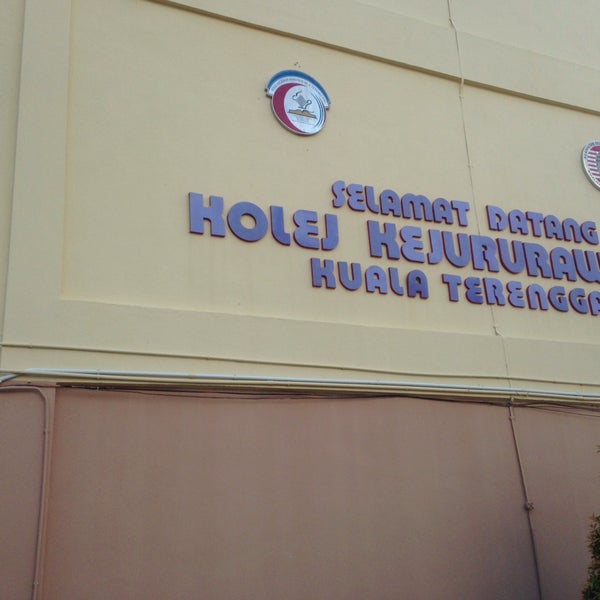 SELAMAT DATANG
KOLEJ KEJURURAW
KUALA TERENGGA